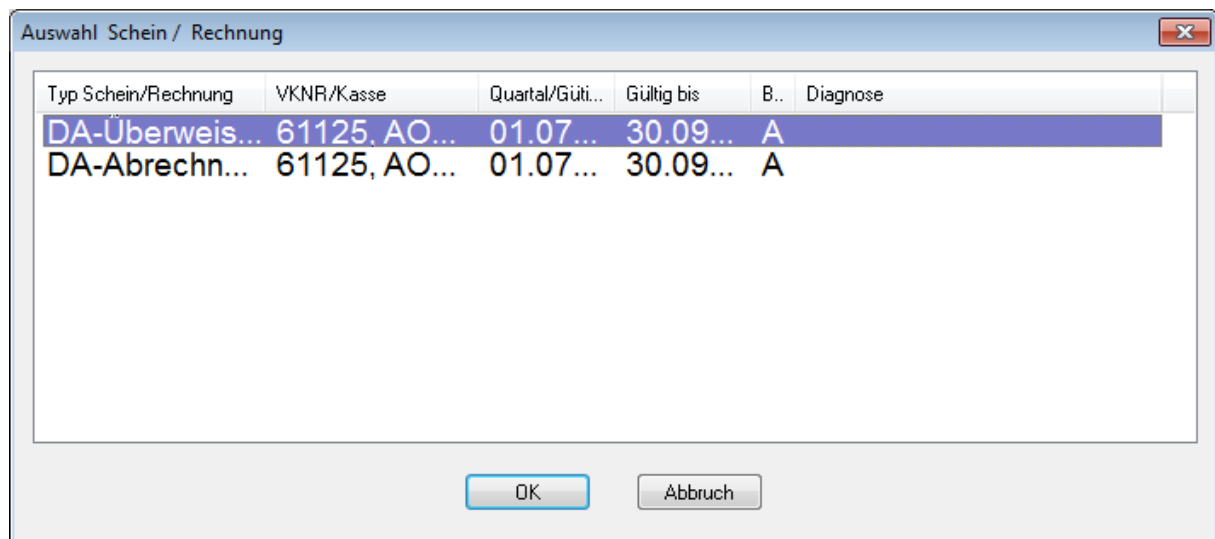 Auswahl Schein / Rechnung
Typ Schein/Rechnung VKNR/Kasse Quartal/Gülti... Gültig bis B.. Diagnose
DA-Überweis... 61125, AO... 01.07... 30.09... A
DA-Abrechn... 61125, AO... 01.07... 30.09... A
OK Abbruch